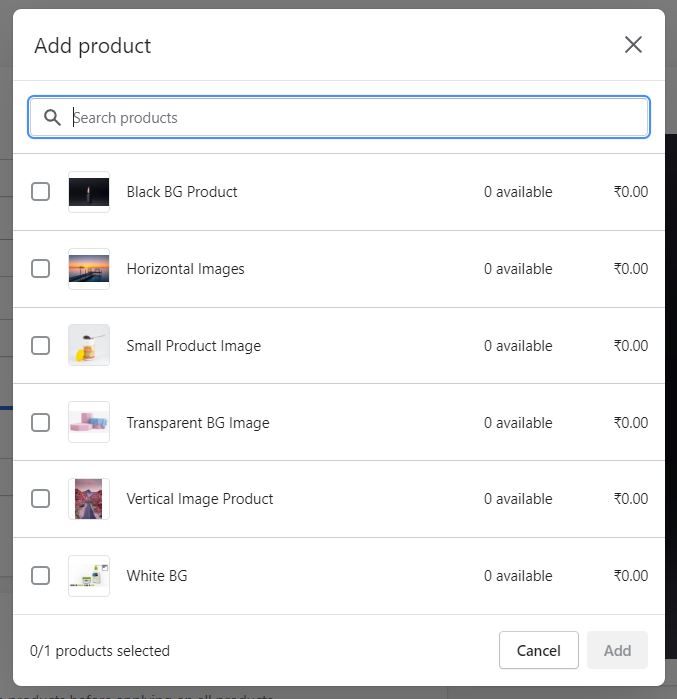 Add product
Search products
Black BG Product 0 available ₹0.00
Horizontal Images 0 available ₹0.00
Small Product Image 0 available ₹0.00
Transparent BG Image 0 available ₹0.00
Vertical Image Product 0 available ₹0.00
White BG 0 available ₹0.00
0/1 products selected Cancel Add
products before applying on all products